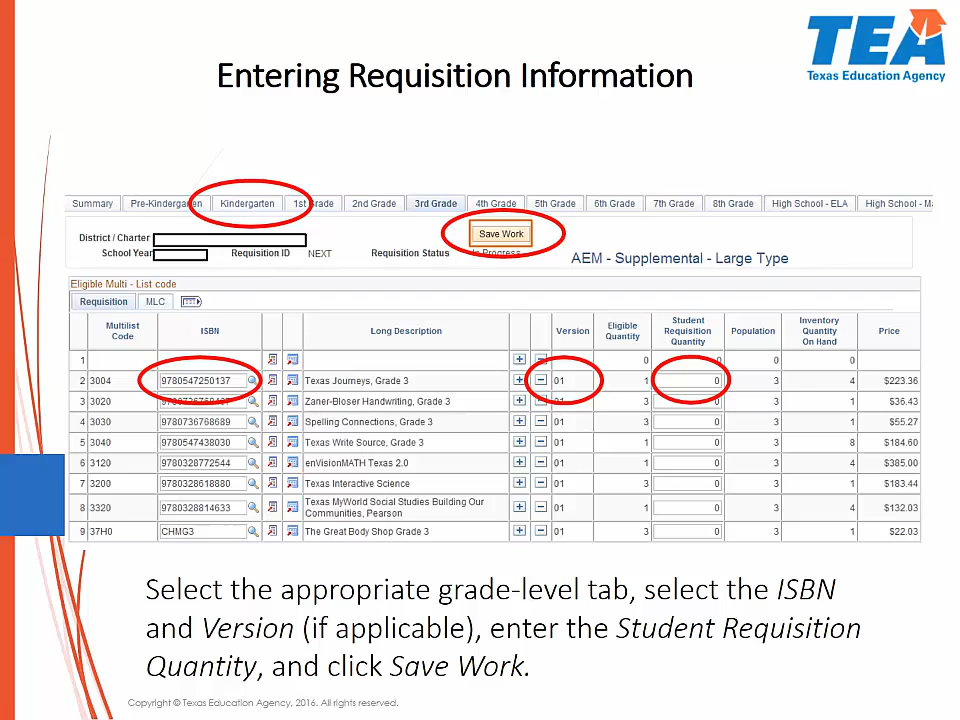 TEA
Texas Education Agency
Entering Requisition Information
Summary Pre-Kindergarten Kindergarten 1st Grade 2nd Grade 3rd Grade 4th Grade 5th Grade 6th Grade 7th Grade 8th Grade High School - ELA High School - Ma
District / Charter Save Work
School Year Requisition ID NEXT Requisition Status In Progress AEM - Supplemental - Large Type
Eligible Multi - List code
Requisition MLC
Multilist Code ISBN Long Description Version Eligible Quantity Student Requisition Quantity Population Inventory Quantity On Hand Price
1 0 0 0 0
2 3004 9780547250137 Texas Journeys, Grade 3 01 1 0 3 4 $223.36
3 3020 Zaner-Bloser Handwriting, Grade 3 01 3 0 3 1 $36.43
4 3030 9780736768689 Spelling Connections, Grade 3 01 3 0 3 1 $55.27
5 3040 9780547438030 Texas Write Source, Grade 3 01 1 0 3 8 $184.60
6 3120 9780328772544 enVisionMATH Texas 2.0 01 1 0 3 4 $385.00
7 3200 9780328618880 Texas Interactive Science 01 3 0 3 1 $183.44
8 3320 9780328814633 Texas MyWorld Social Studies Building Our Communities, Pearson 01 1 0 3 4 $132.03
9 37H0 CHMG3 The Great Body Shop Grade 3 01 3 0 3 1 $22.03
Select the appropriate grade-level tab, select the ISBN
and Version (if applicable), enter the Student Requisition
Quantity, and click Save Work.
Copyright © Texas Education Agency, 2016. All rights reserved.